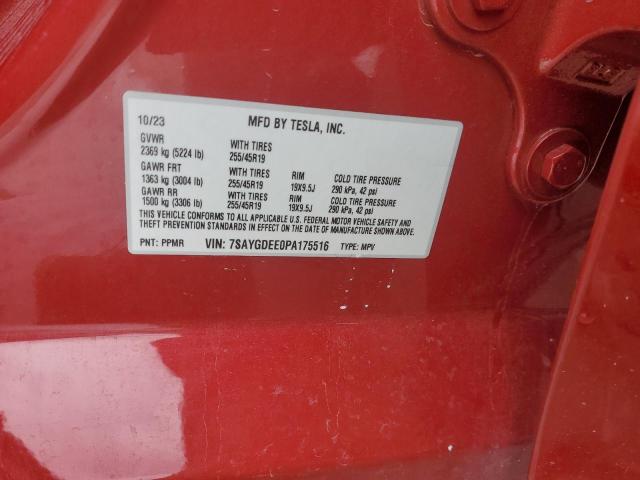 10/23 MFD BY TESLA, INC.
GVWR WITH TIRES
2369 kg (5224 lb) 255/45R19
GAWR FRT WITH TIRES RIM COLD TIRE PRESSURE
1363 kg (3004 lb) 255/45R19 19X9.5J 290 kPa, 42 psi
GAWR RR WITH TIRES RIM COLD TIRE PRESSURE
1500 kg (3306 lb) 255/45R19 19X9.5J 290 kPa, 42 psi
THIS VEHICLE CONFORMS TO ALL APPLICABLE U.S. FEDERAL MOTOR VEHICLE SAFETY AND
THEFT PREVENTION STANDARDS IN EFFECT ON THE DATE OF MANUFACTURE SHOWN ABOVE.
PNT: PPMR VIN: 7SAYGDEE0PA175516 TYPE: MPV